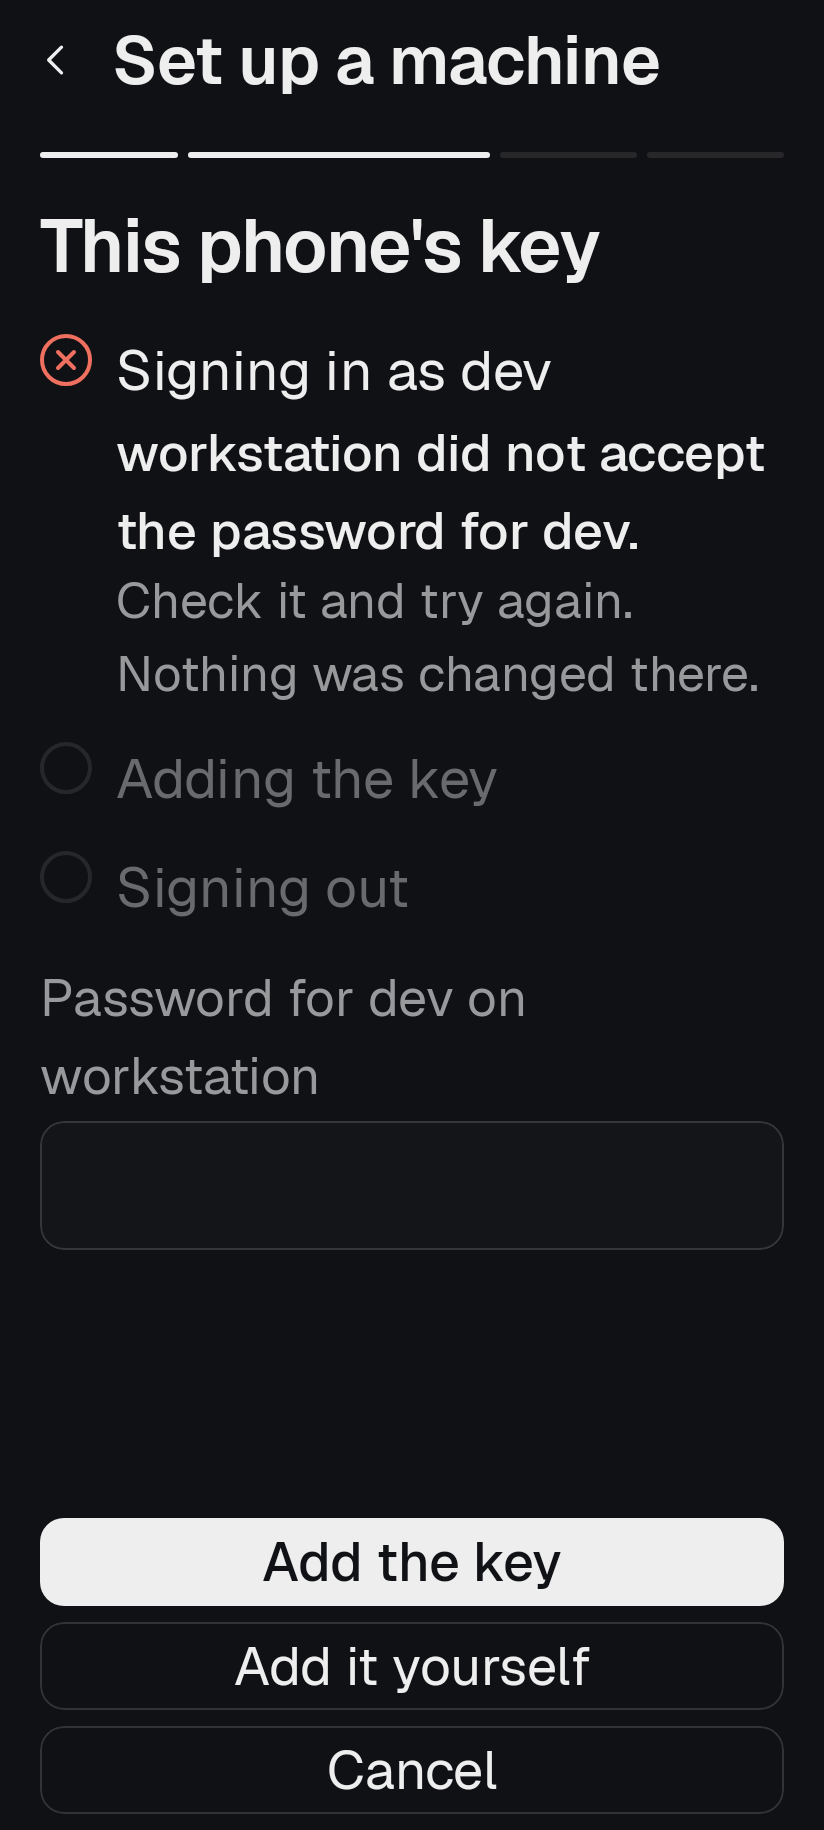 Set up a machine
This phone's key
Signing in as dev
workstation did not accept
the password for dev.
Check it and try again.
Nothing was changed there.
Adding the key
Signing out
Password for dev on
workstation
Add the key
Add it yourself
Cancel